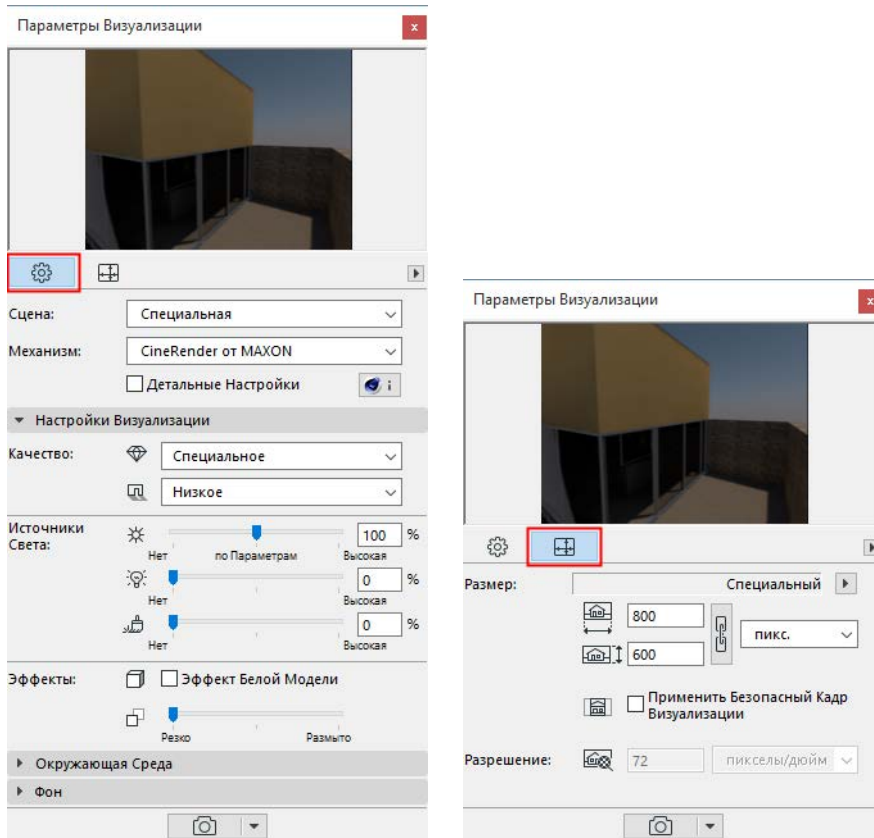 Параметры Визуализации
x
Сцена: Специальная
Механизм: CineRender от MAXON
Детальные Настройки i
Настройки Визуализации
Качество: Специальное
Низкое
Источники
Света:
100 %
Нет по Параметрам Высокая
0 %
Нет Высокая
0 %
Нет Высокая
Эффекты: Эффект Белой Модели
Резко Размыто
Окружающая Среда
Фон
Параметры Визуализации
x
Размер: Специальный
800
пикс.
600
Применить Безопасный Кадр
Визуализации
Разрешение: 72 пикселы/дюйм